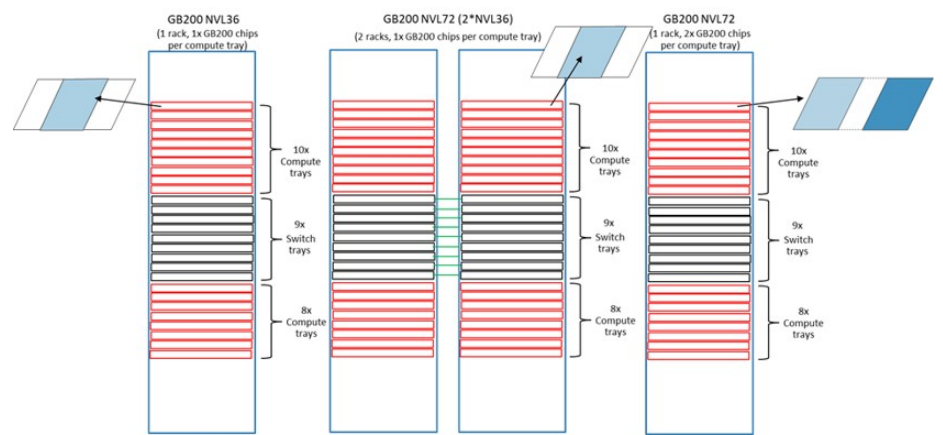 GB200 NVL36
(1 rack, 1x GB200 chips
per compute tray)
10x
Compute
trays
9x
Switch
trays
8x
Compute
trays
GB200 NVL72 (2*NVL36)
(2 racks, 1x GB200 chips per compute tray)
10x
Compute
trays
9x
Switch
trays
8x
Compute
trays
GB200 NVL72
(1 rack, 2x GB200 chips
per compute tray)
10x
Compute
trays
9x
Switch
trays
8x
Compute
trays